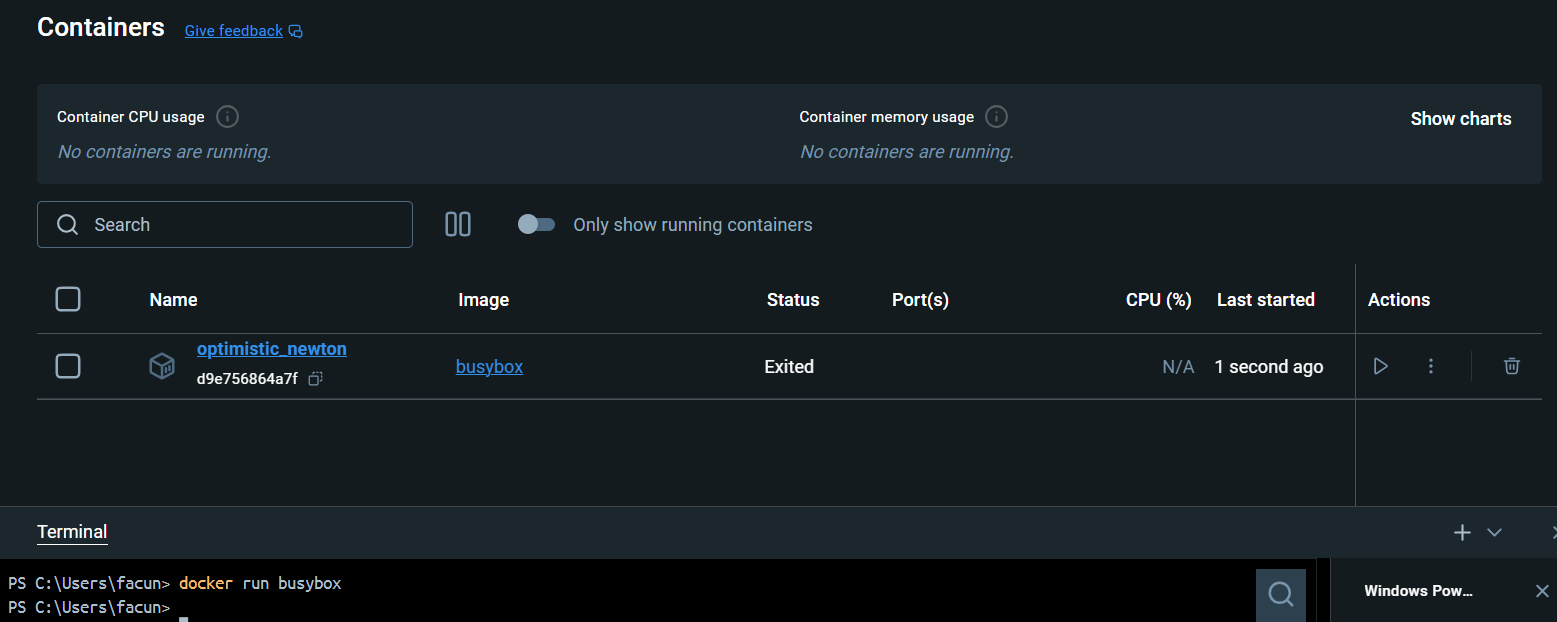 Containers Give feedback
Container CPU usage
No containers are running.
Container memory usage
No containers are running.
Show charts
Search
Only show running containers
Name Image Status Port(s) CPU (%) Last started Actions
optimistic_newton
d9e756864a7f
busybox Exited N/A 1 second ago
Terminal
PS C:\Users\facun> docker run busybox
PS C:\Users\facun>
Windows Pow...